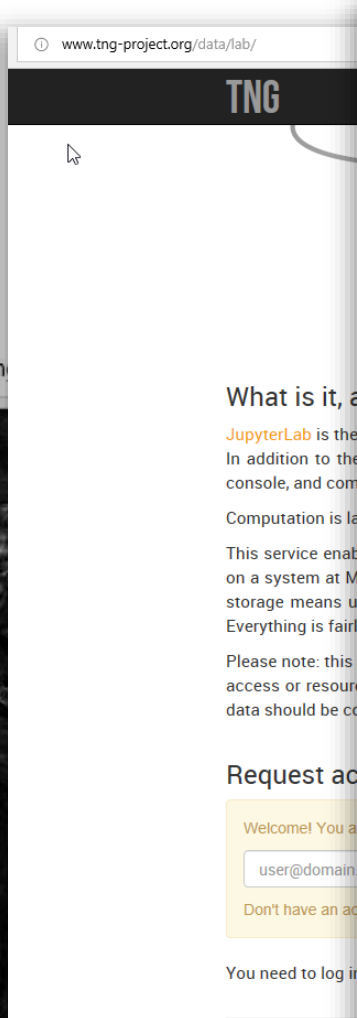 www.tng-project.org/data/lab/
TNG
What is it, a
JupyterLab is the
In addition to the
console, and com
Computation is la
This service enab
on a system at M
storage means u
Everything is fairl
Please note: this
access or resour
data should be co
Request ac
Welcome! You a
user@domain.
Don't have an ac
You need to log in